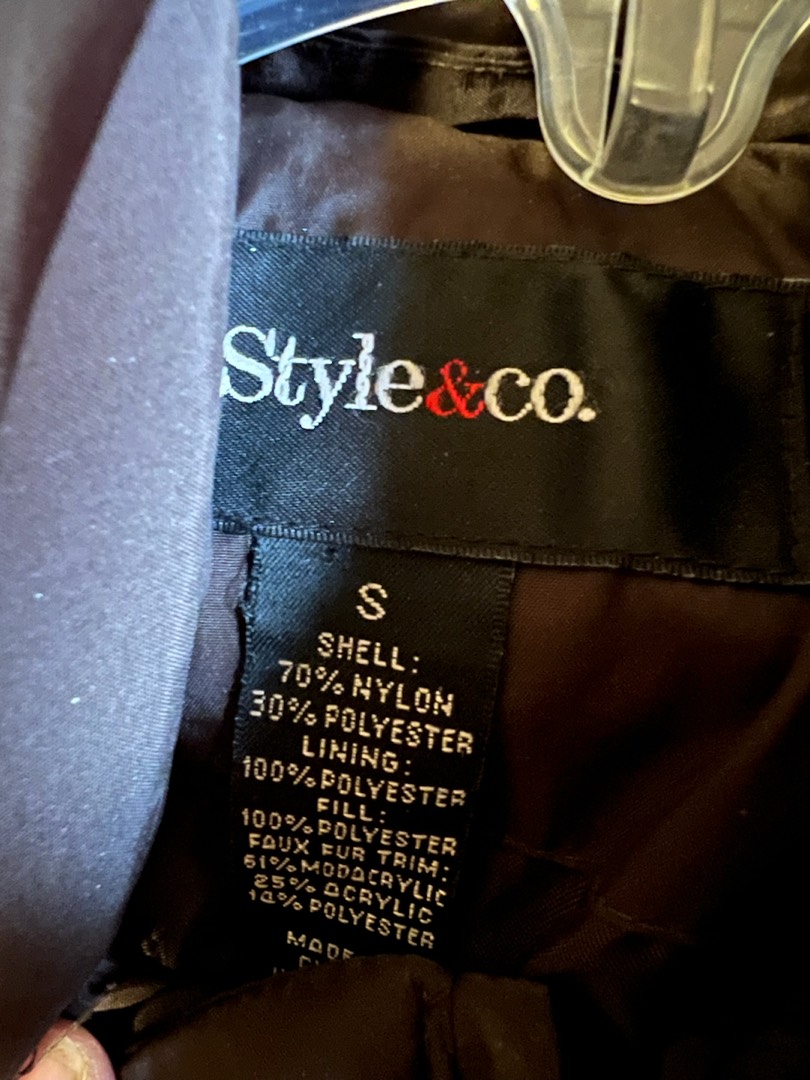 Style&co.
S
SHELL:
70% NYLON
30% POLYESTER
LINING:
100% POLYESTER
FILL:
100% POLYESTER
FAUX FUR TRIM:
61% MODACRYLIC
25% ACRYLIC
14% POLYESTER
MADE